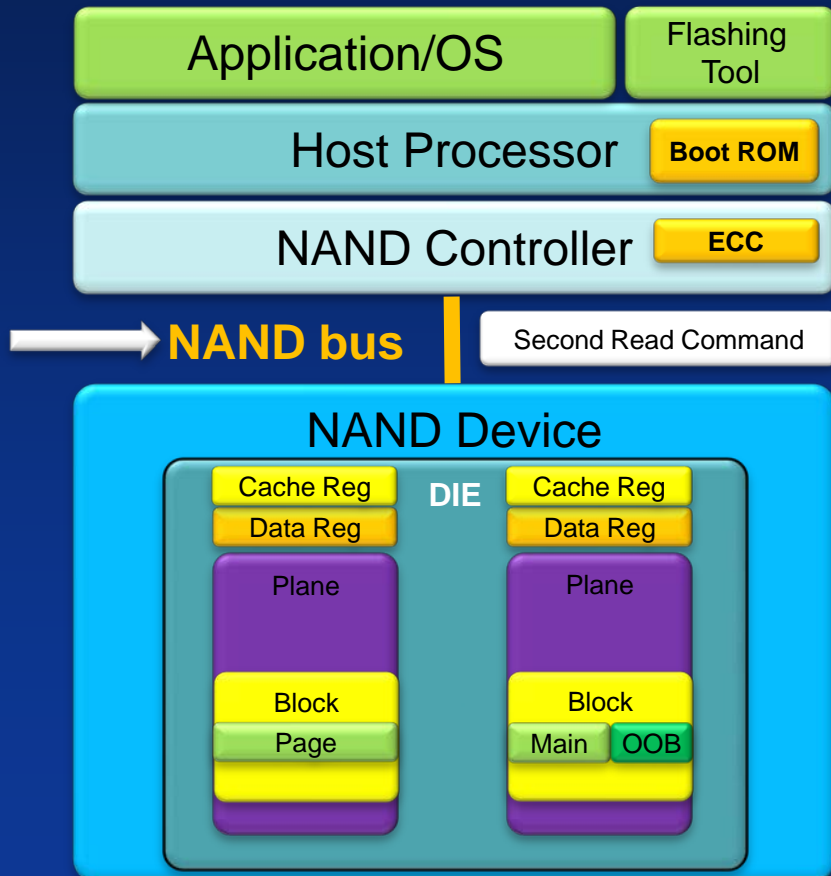 Application/OS
Flashing
Tool
Host Processor
Boot ROM
NAND Controller
ECC
NAND bus
Second Read Command
NAND Device
Cache Reg
DIE
Cache Reg
Data Reg
Data Reg
Plane
Plane
Block
Block
Page
Main
OOB